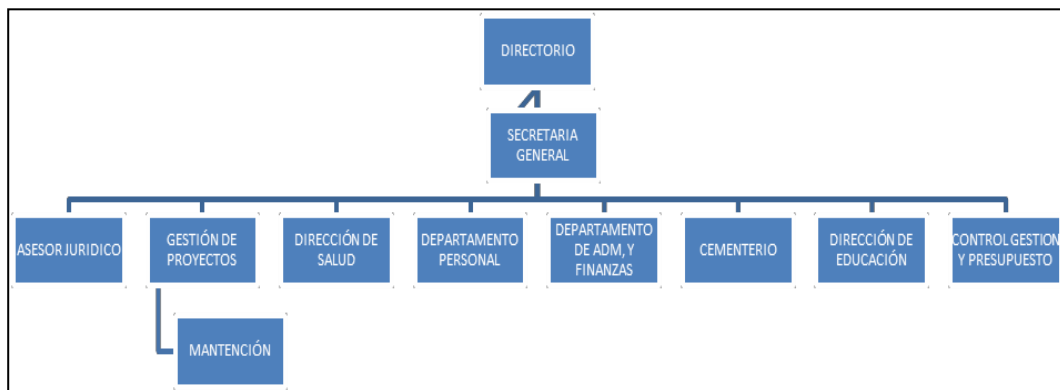 DIRECTORIO
SECRETARIA
GENERAL
ASESOR JURIDICO
GESTIÓN DE
PROYECTOS
DIRECCIÓN DE
SALUD
DEPARTAMENTO
PERSONAL
DEPARTAMENTO
DE ADM, Y
FINANZAS
CEMENTERIO
DIRECCIÓN DE
EDUCACIÓN
CONTROL GESTION
Y PRESUPUESTO
MANTENCIÓN